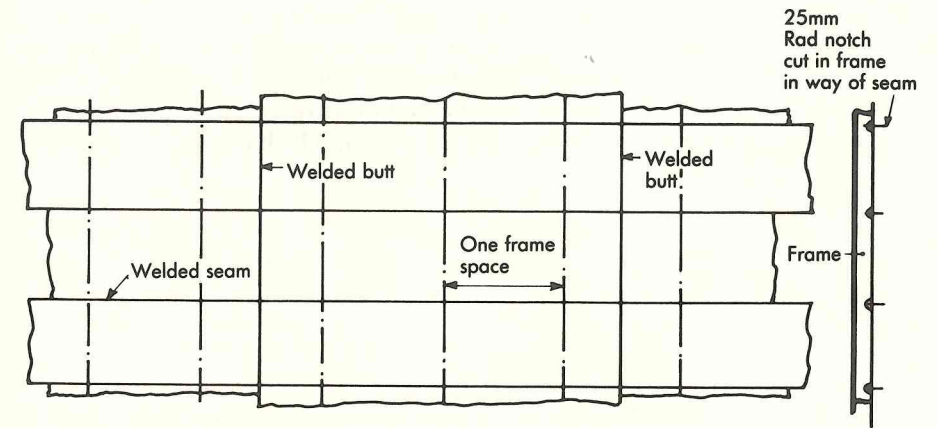 25mm
Rad notch
cut in frame
in way of seam
Welded butt
Welded
butt
One frame
space
Welded seam
Frame